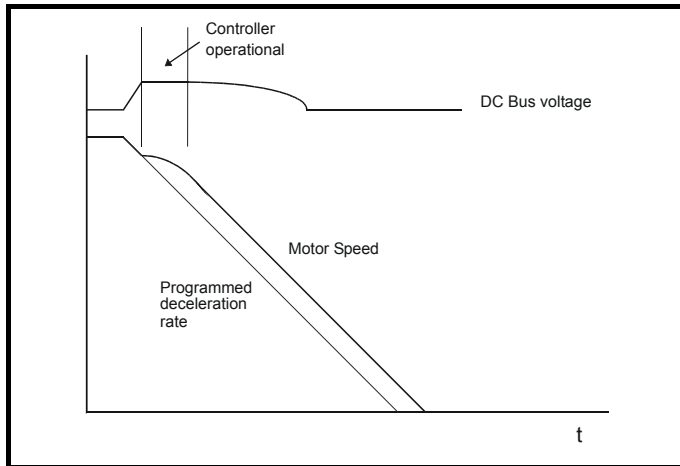 Controller
operational
DC Bus voltage
Motor Speed
Programmed
deceleration
rate
t